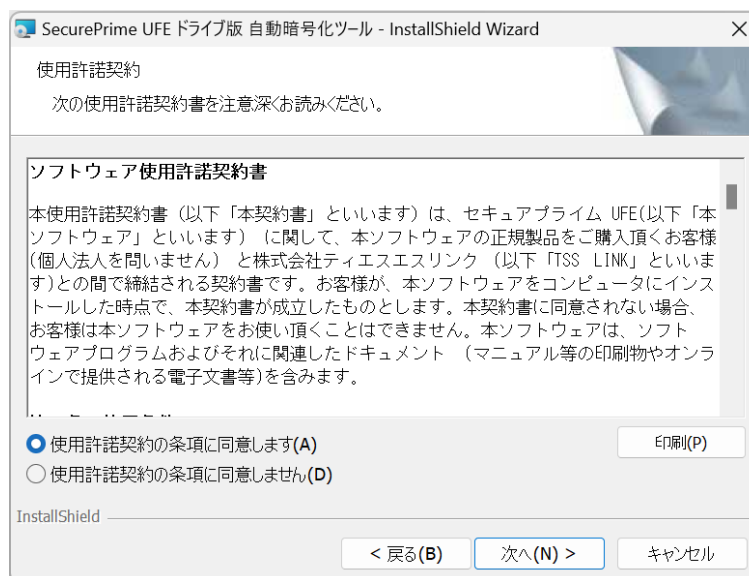 SecurePrime UFE ドライブ版 自動暗号化ツール - InstallShield Wizard
使用許諾契約
次の使用許諾契約書を注意深くお読みください。
ソフトウェア使用許諾契約書
本使用許諾契約書（以下「本契約書」といいます）は、セキュアプライム UFE(以下「本
ソフトウェア」といいます） に関して、本ソフトウェアの正規製品をご購入頂くお客様
(個人法人を問いません） と株式会社ティエスエスリンク （以下「TSS LINK」といいま
す)との間で締結される契約書です。お客様が、本ソフトウェアをコンピュータにインス
トールした時点で、本契約書が成立したものとします。本契約書に同意されない場合、
お客様は本ソフトウェアをお使い頂くことはできません。本ソフトウェアは、ソフト
ウェアプログラムおよびそれに関連したドキュメント （マニュアル等の印刷物やオンラ
インで提供される電子文書等)を含みます。
使用許諾契約の条項に同意します(A)
印刷(P)
使用許諾契約の条項に同意しません(D)
InstallShield
< 戻る(B)
次へ(N) >
キャンセル